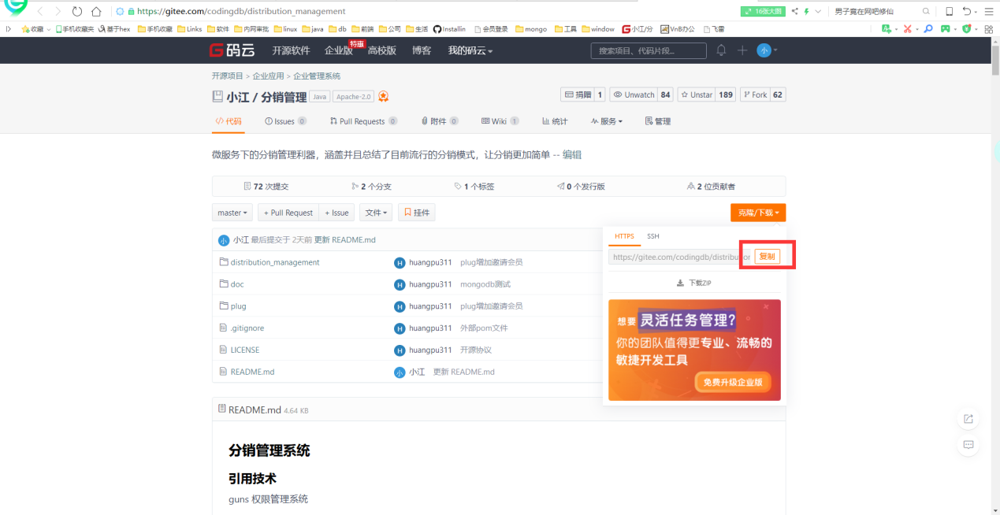 https://gitee.com/codingdb/distribution_management
16张大图
男子竟在网吧修仙
收藏
手机收藏夹
基于hex
手机收藏
Links
软件
内网审批
linux
java
db
前端
公司
生活
Installin
会员登录
mongo
工具
window
小江/分
VnB办公
飞雷
码云
开源软件
企业版
特惠
高校版
博客
我的码云
搜索项目、代码片段...
小
开源项目 > 企业应用 > 企业管理系统
小江 / 分销管理
Java
Apache-2.0
捐赠 1
Unwatch 84
Unstar 189
Fork 62
代码
Issues 0
Pull Requests 0
附件 0
Wiki 1
统计
服务
管理
微服务下的分销管理利器，涵盖并且总结了目前流行的分销模式，让分销更加简单 -- 编辑
72 次提交
2 个分支
1 个标签
0 个发行版
2 位贡献者
master
+ Pull Request
+ Issue
文件
挂件
克隆/下载
小 小江 最后提交于 2天前 更新 README.md
HTTPS
SSH
https://gitee.com/codingdb/distributior
复制
下载ZIP
distribution_management H huangpu311 plug增加邀请会员
doc H huangpu311 mongodb测试
plug H huangpu311 plug增加邀请会员
.gitignore H huangpu311 外部pom文件
LICENSE H huangpu311 开源协议
README.md 小 小江 更新 README.md
想要 灵活任务管理?
你的团队值得更专业、流畅的
敏捷开发工具
免费升级企业版
README.md 4.64 KB
分销管理系统
引用技术
guns 权限管理系统